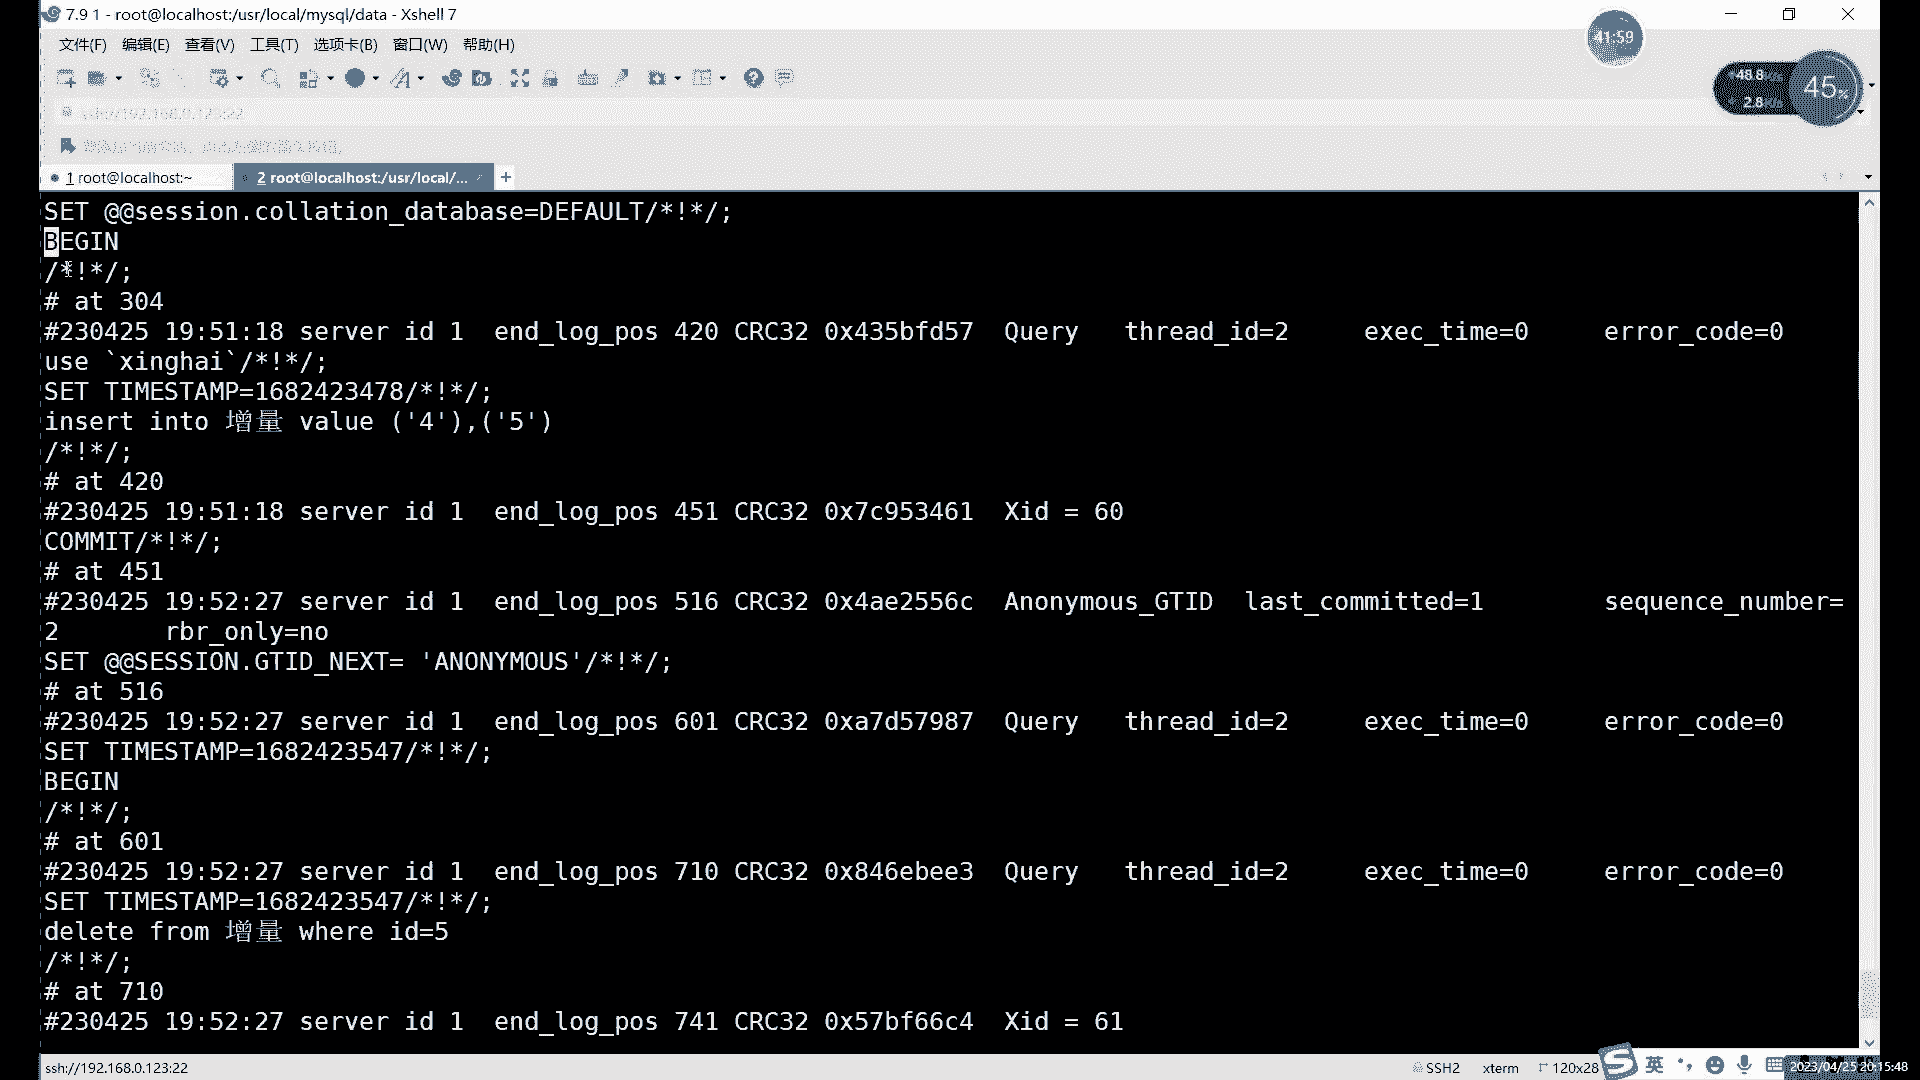 7.9 1 - root@localhost:/usr/local/mysql/data - Xshell 7
41:59
文件(F) 编辑(E) 查看(V) 工具(T) 选项卡(B) 窗口(W) 帮助(H)
48.8K/s
2.8K/s
45%
ssh://192.168.0.123:22
1 root@localhost:~
2 root@localhost:/usr/local/...
+
SET @@session.collation_database=DEFAULT/*!*/;
BEGIN
/*!*/;
# at 304
#230425 19:51:18 server id 1  end_log_pos 420 CRC32 0x435bfd57  Query   thread_id=2     exec_time=0     error_code=0
use `xinghai`/*!*/;
SET TIMESTAMP=1682423478/*!*/;
insert into 增量 value ('4'),('5')
/*!*/;
# at 420
#230425 19:51:18 server id 1  end_log_pos 451 CRC32 0x7c953461  Xid = 60
COMMIT/*!*/;
# at 451
#230425 19:52:27 server id 1  end_log_pos 516 CRC32 0x4ae2556c  Anonymous_GTID  last_committed=1        sequence_number=
2       rbr_only=no
SET @@SESSION.GTID_NEXT= 'ANONYMOUS'/*!*/;
# at 516
#230425 19:52:27 server id 1  end_log_pos 601 CRC32 0xa7d57987  Query   thread_id=2     exec_time=0     error_code=0
SET TIMESTAMP=1682423547/*!*/;
BEGIN
/*!*/;
# at 601
#230425 19:52:27 server id 1  end_log_pos 710 CRC32 0x846ebee3  Query   thread_id=2     exec_time=0     error_code=0
SET TIMESTAMP=1682423547/*!*/;
delete from 增量 where id=5
/*!*/;
# at 710
#230425 19:52:27 server id 1  end_log_pos 741 CRC32 0x57bf66c4  Xid = 61
ssh://192.168.0.123:22
SSH2 xterm 120x28
英
2023/04/25 20:15:48